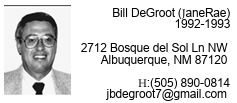 Bill DeGroot (JaneRae)
1992-1993
2712 Bosque del Sol Ln NW
Albuquerque, NM 87120
H:(505) 890-0814
jbdegroot7@gmail.com